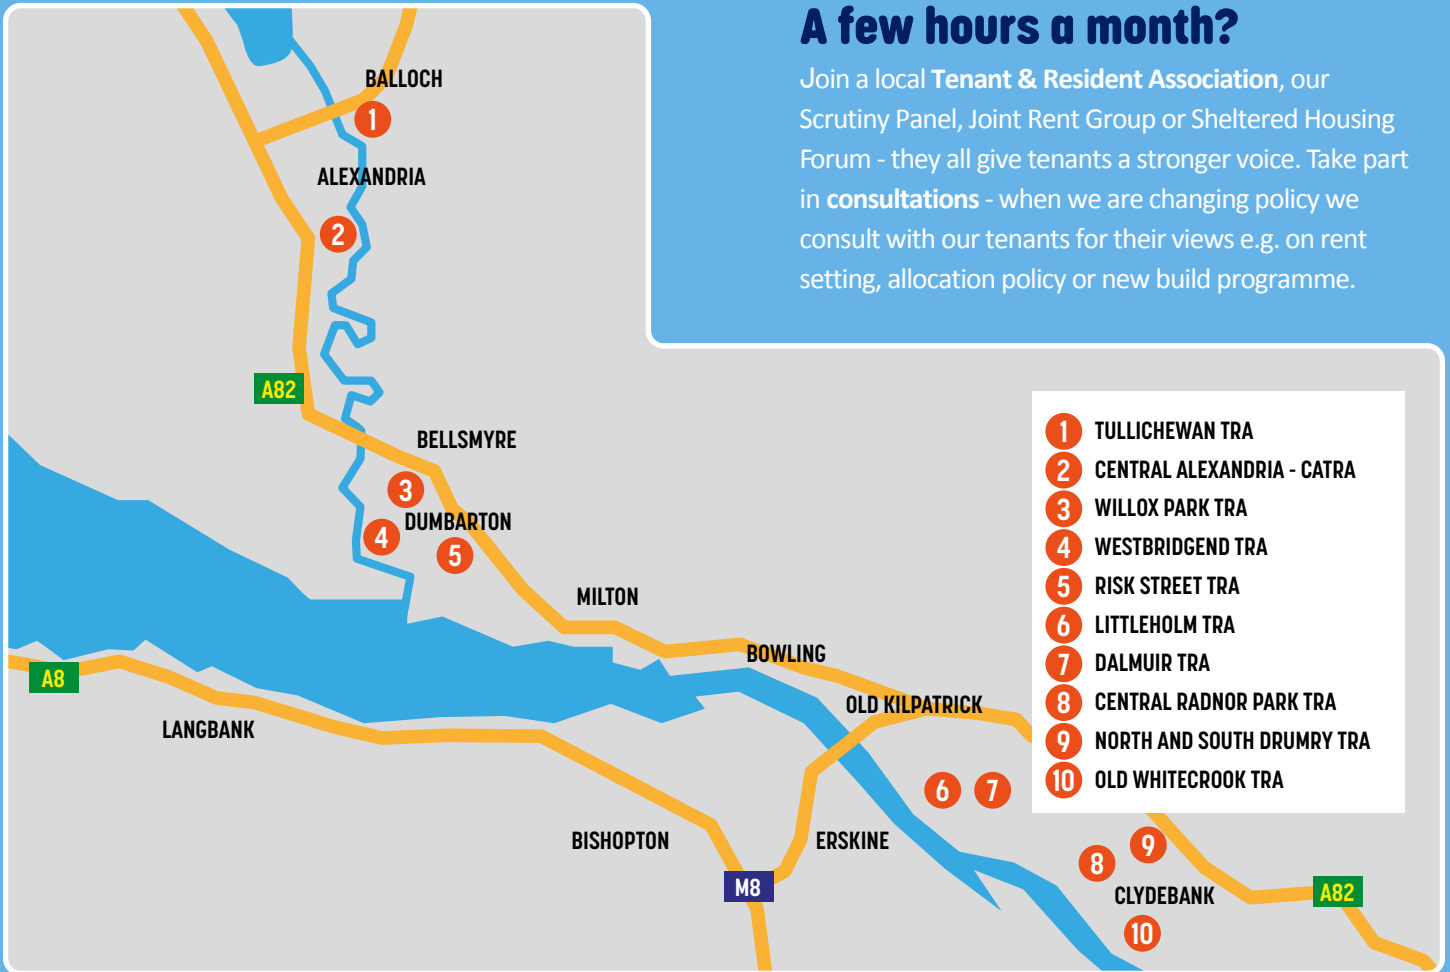 A few hours a month?
Join a local Tenant & Resident Association, our
Scrutiny Panel, Joint Rent Group or Sheltered Housing
Forum - they all give tenants a stronger voice. Take part
in consultations - when we are changing policy we
consult with our tenants for their views e.g. on rent
setting, allocation policy or new build programme.
BALLOCH
1
ALEXANDRIA
2
A82
BELLSMYRE
3
DUMBARTON
4
5
MILTON
BOWLING
A8
LANGBANK
OLD KILPATRICK
6
7
BISHOPTON
ERSKINE
M8
8
9
CLYDEBANK
A82
10
1 TULLICHEWAN TRA
2 CENTRAL ALEXANDRIA - CATRA
3 WILLOX PARK TRA
4 WESTBRIDGEND TRA
5 RISK STREET TRA
6 LITTLEHOLM TRA
7 DALMUIR TRA
8 CENTRAL RADNOR PARK TRA
9 NORTH AND SOUTH DRUMRY TRA
10 OLD WHITECROOK TRA